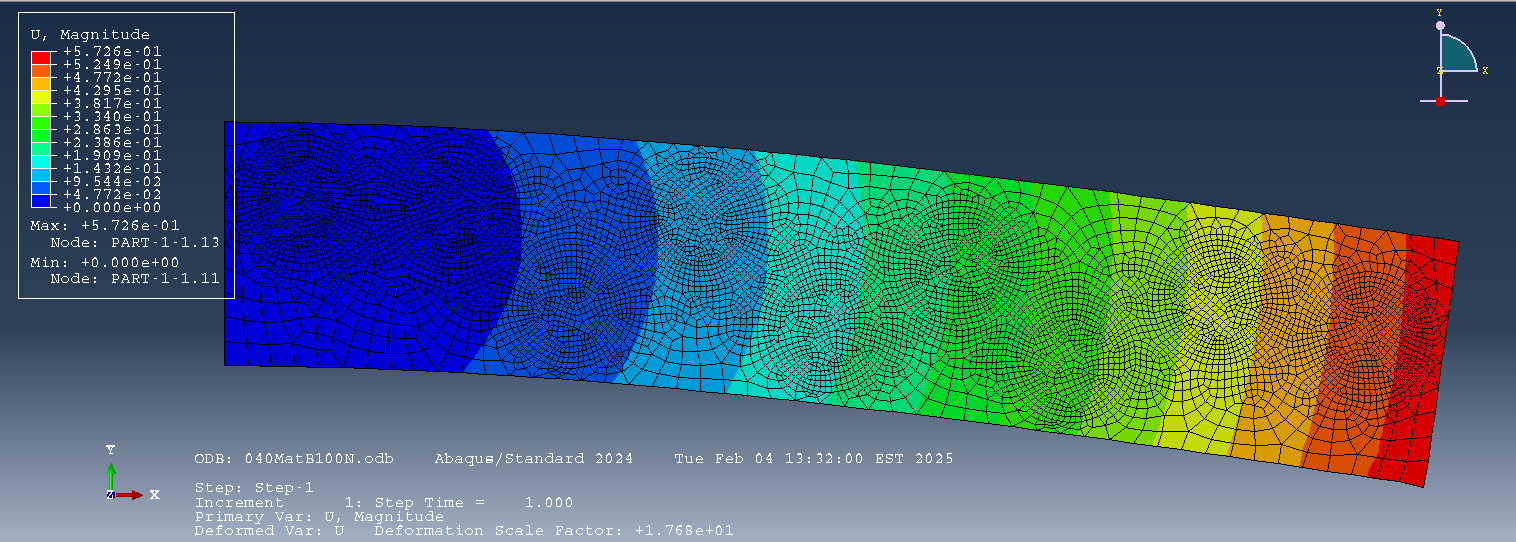 U, Magnitude
+5.726e-01
+5.249e-01
+4.772e-01
+4.295e-01
+3.817e-01
+3.340e-01
+2.863e-01
+2.386e-01
+1.909e-01
+1.432e-01
+9.544e-02
+4.772e-02
+0.000e+00
Max: +5.726e-01
Node: PART-1-1.13
Min: +0.000e+00
Node: PART-1-1.11
Y
Z X
Y
Z X
ODB: 040MatB100N.odb Abaqus/Standard 2024 Tue Feb 04 13:32:00 EST 2025
Step: Step-1
Increment 1: Step Time = 1.000
Primary Var: U, Magnitude
Deformed Var: U Deformation Scale Factor: +1.768e+01